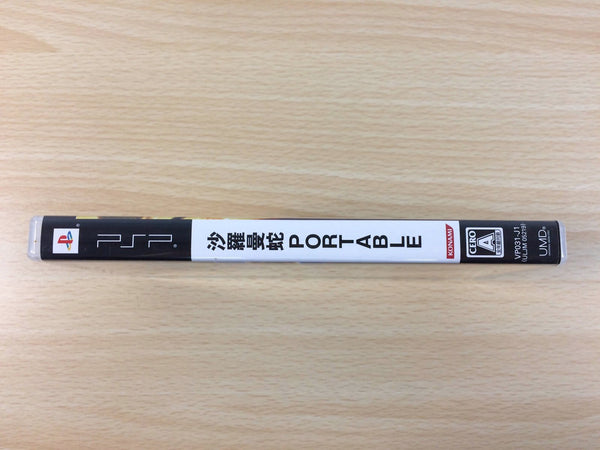 PSP
沙羅曼蛇 PORTABLE
KONAMI
CERO
A
VP031-J1
(ULJM 05219)
UMD